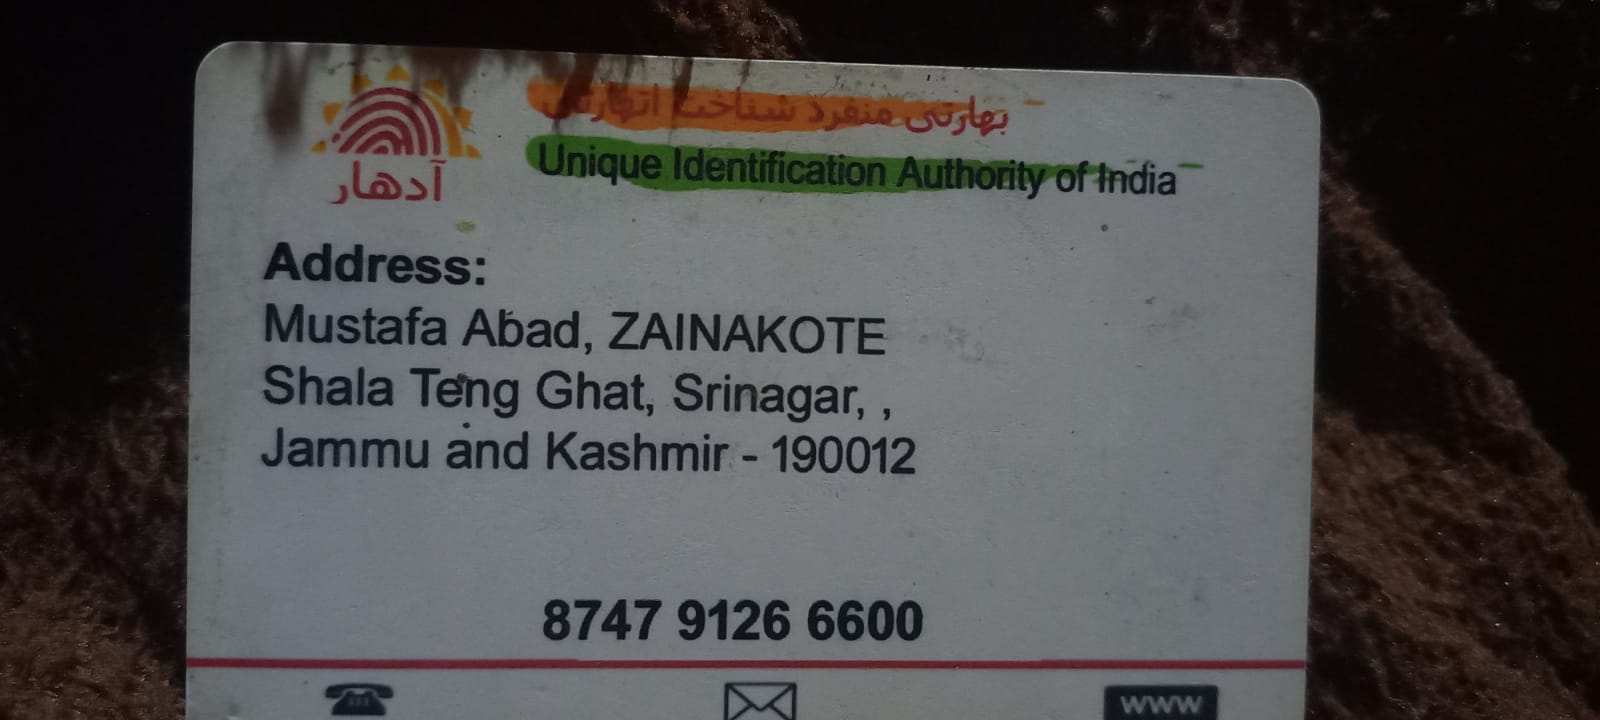 بھارتی منفرد شناخت اتھارٹی
آدھار
Unique Identification Authority of India
Address:
Mustafa Abad, ZAINAKOTE
Shala Teng Ghat, Srinagar, ,
Jammu and Kashmir - 190012
8747 9126 6600
www